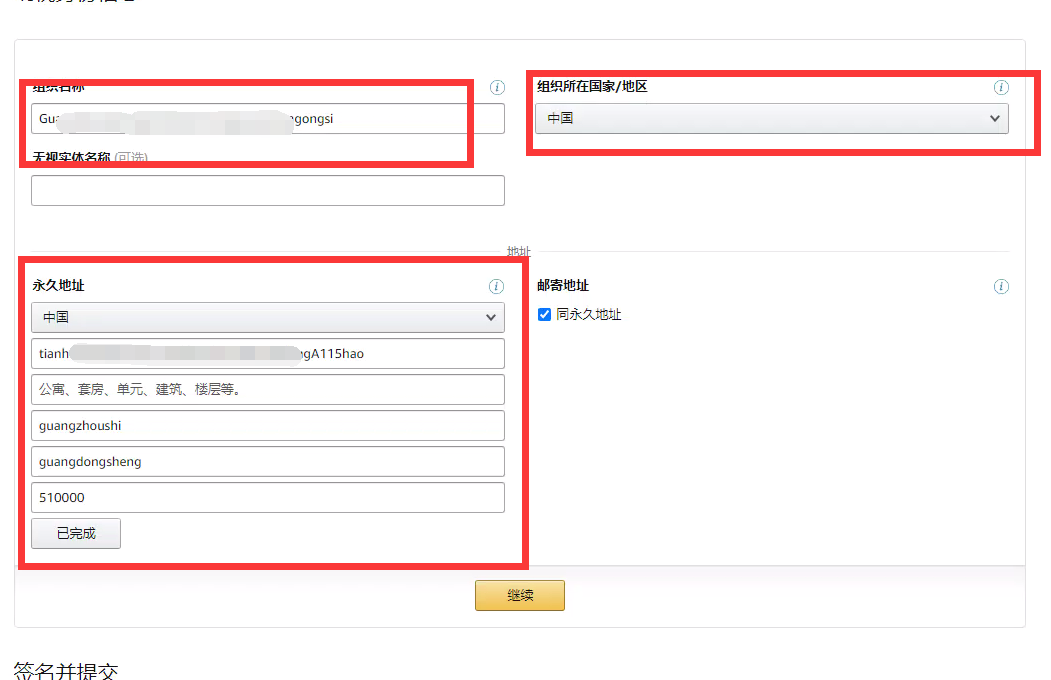 组织名称
组织所在国家/地区
Gua ngongsi
中国
无视实体名称 (可选)
地址
永久地址
邮寄地址
中国
同永久地址
tianh ngA115hao
公寓、套房、单元、建筑、楼层等。
guangzhoushi
guangdongsheng
510000
已完成
继续
签名并提交